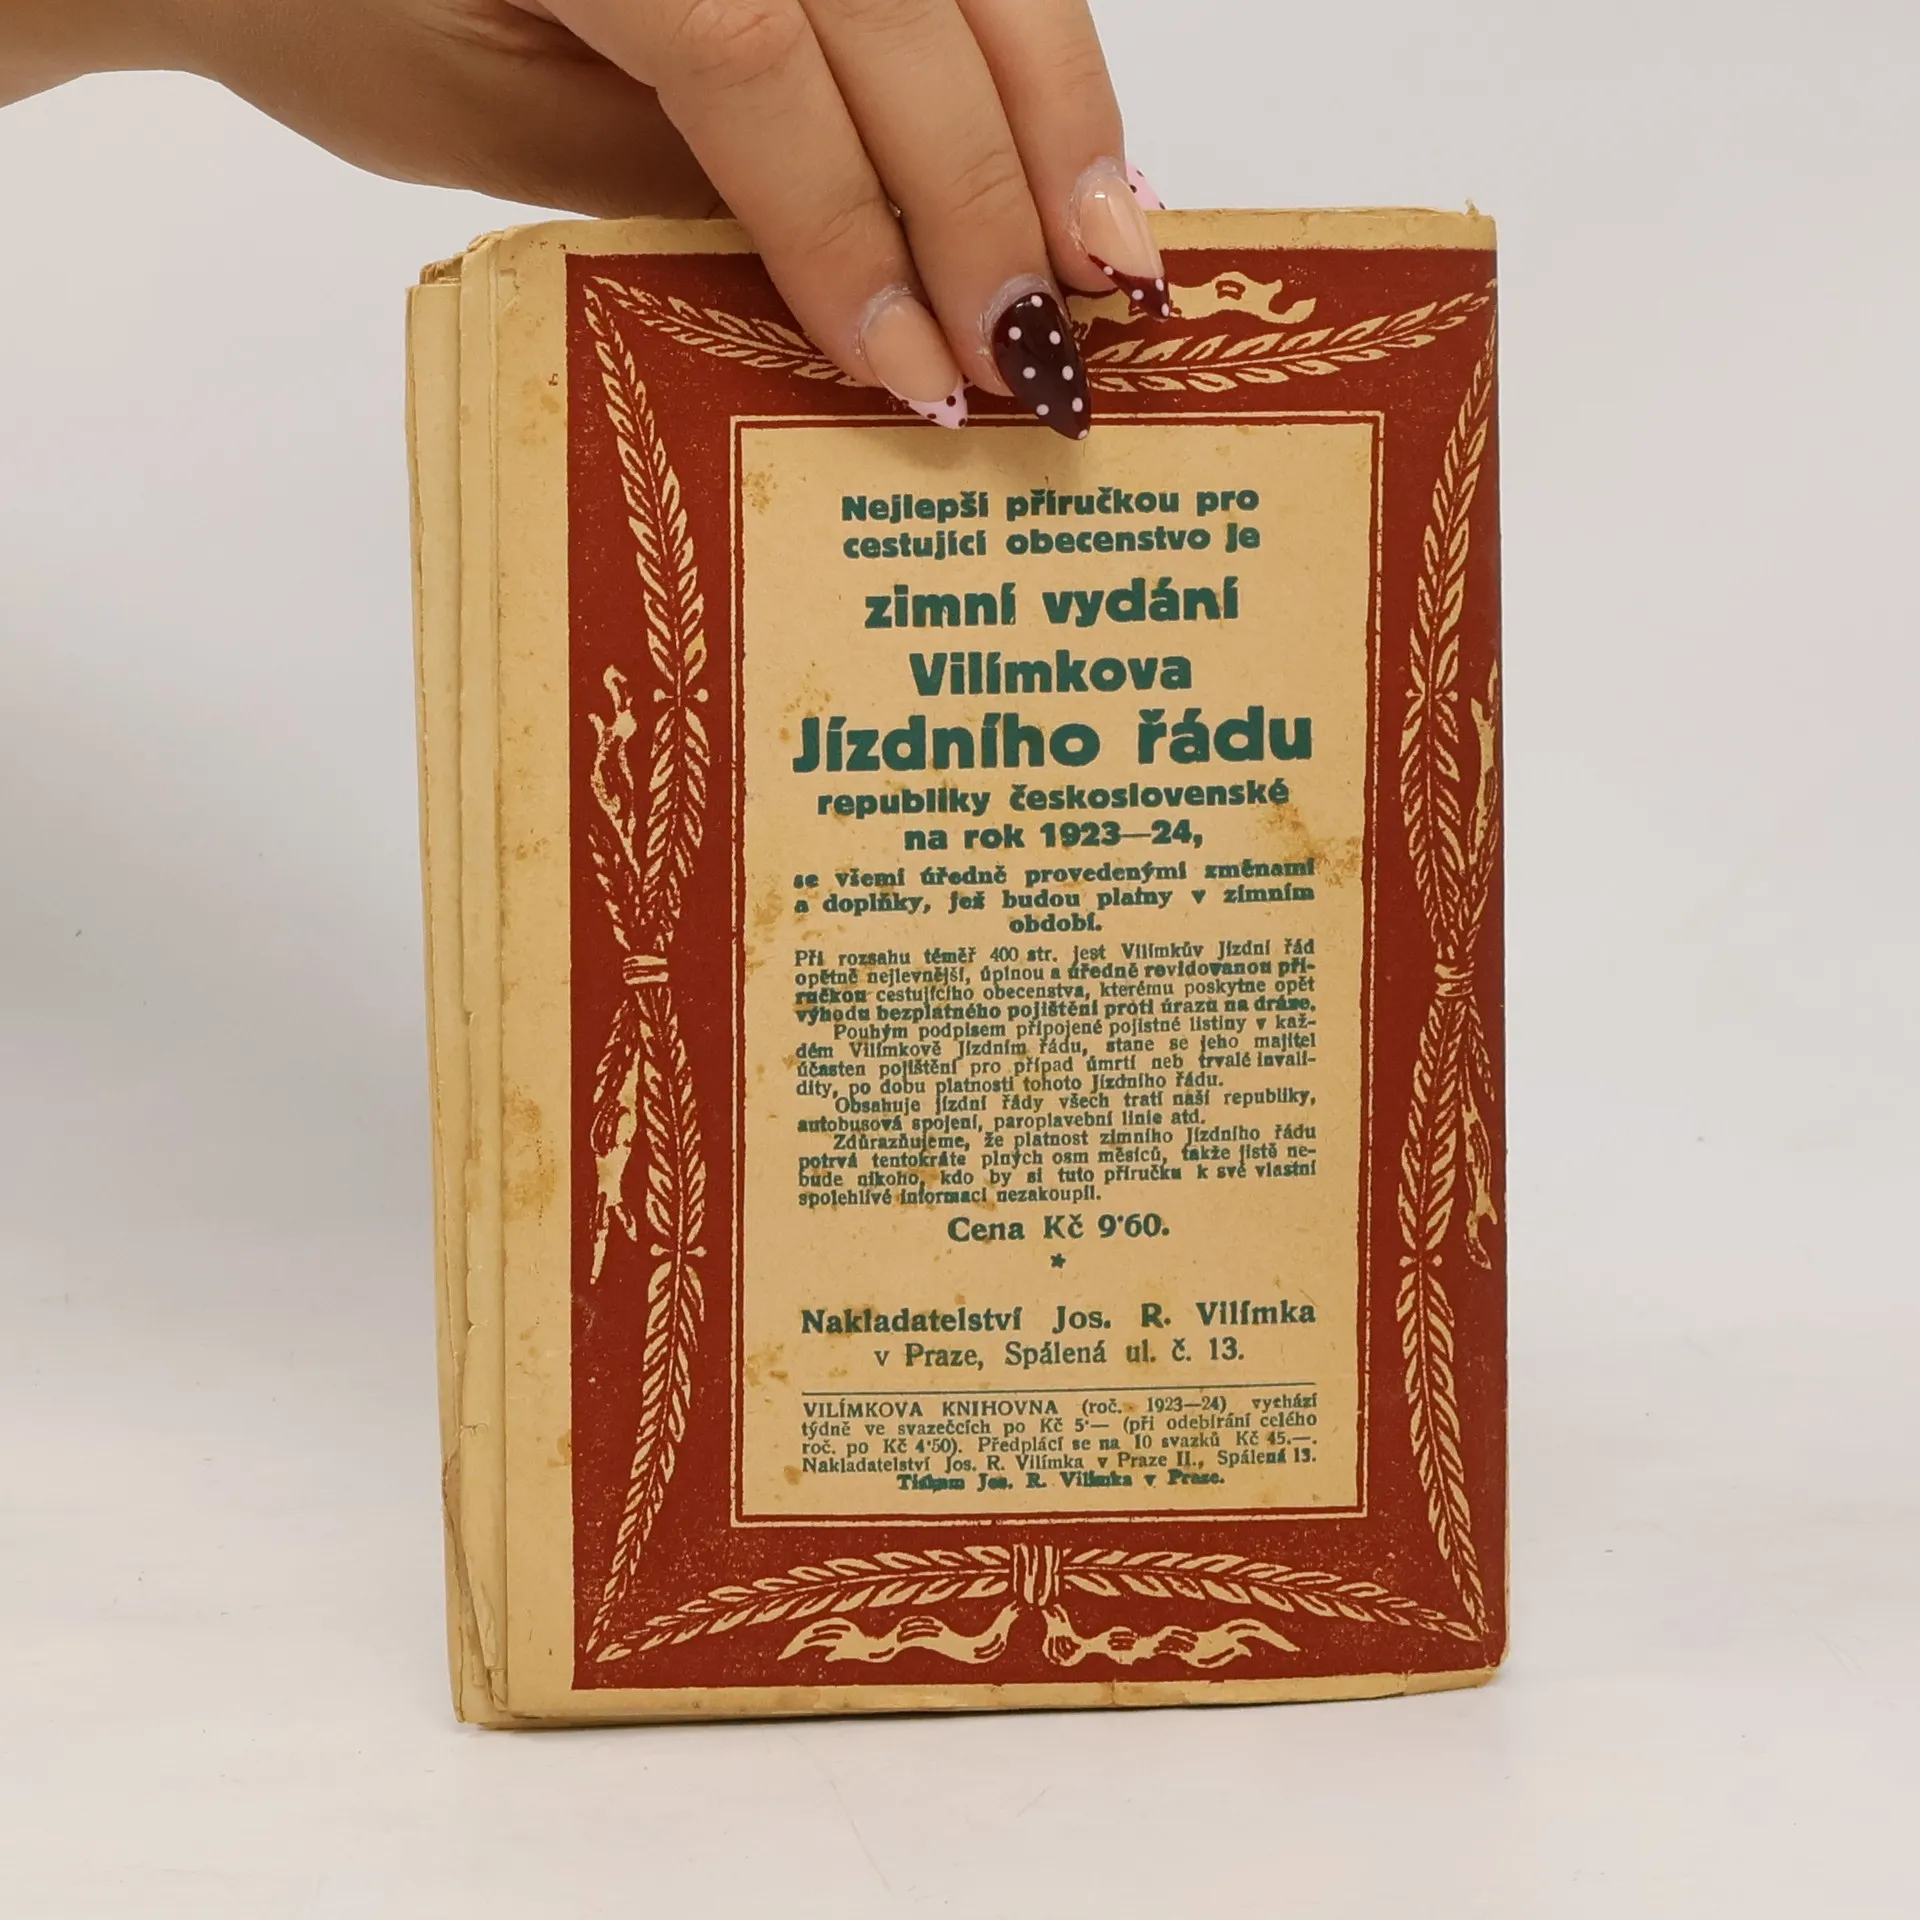 Nejlepší příručkou pro
cestující obecenstvo je
zimní vydání
Vilímkova
Jízdního řádu
republiky československé
na rok 1923—24,
se všemi úředně provedenými změnami
a doplňky, jež budou platny v zimním
období.
Při rozsahu téměř 400 str. jest Vilímkův Jízdní řád
opětně nejlevnější, úplnou a úředně revidovanou pří-
ručkou cestujícího obecenstva, kterému poskytne opět
výhodu bezplatného pojištění proti úrazu na dráze.
Pouhým podpisem připojené pojistné listiny v kaž-
dém Vilímkově Jízdním řádu, stane se jeho majitel
účasten pojištění pro případ úmrtí neb trvalé invali-
dity, po dobu platnosti tohoto Jízdního řádu.
Obsahuje jízdní řády všech tratí naší republiky,
autobusová spojení, paroplavební linie atd.
Zdůrazňujeme, že platnost zimního Jízdního řádu
potrvá tentokráte plných osm měsíců, takže jistě ne-
bude nikoho, kdo by si tuto příručku k své vlastní
spolehlivé informaci nezakoupil.
Cena Kč 9·60.
*
Nakladatelství Jos. R. Vilímka
v Praze, Spálená ul. č. 13.
VILÍMKOVA KNIHOVNA (roč. 1923—24) vychází
týdně ve svazečcích po Kč 5·— (při odebírání celého
roč. po Kč 4·50). Předplácí se na 10 svazků Kč 45.—.
Nakladatelství Jos. R. Vilímka v Praze II., Spálená 13.
Tiskem Jos. R. Vilímka v Praze.